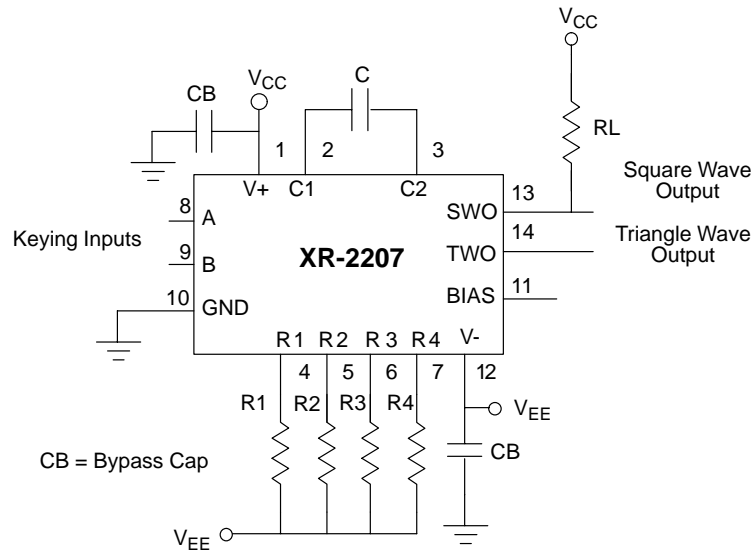 VCC
VCC
CB
C
1
2
3
RL
V+
C1
C2
13
Square Wave
Output
8
A
SWO
14
Triangle Wave
Output
Keying Inputs
9
B
XR-2207
TWO
11
BIAS
10
GND
R1
R2
R3
R4
V-
4
5
6
7
12
R1
R2
R3
R4
VEE
CB
CB = Bypass Cap
VEE